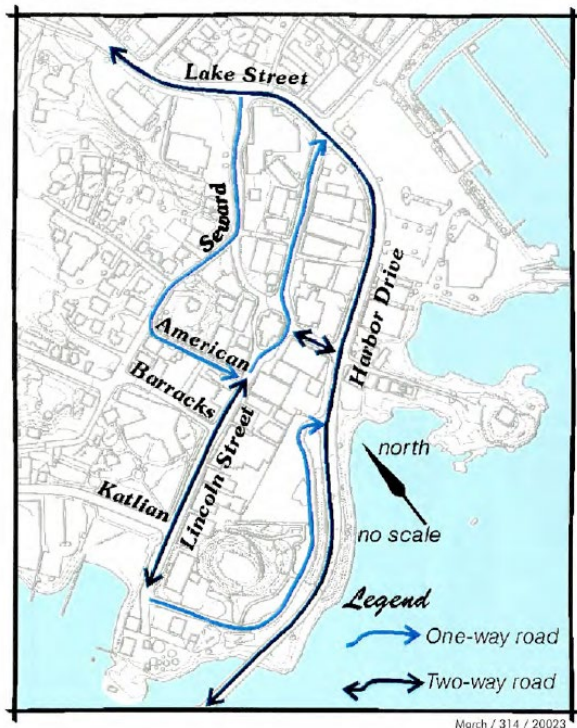 Lake Street
Seward
Harbor Drive
American
Barracks
Lincoln Street
Katlian
north
no scale
Legend
One-way road
Two-way road
March / 314 / 20023